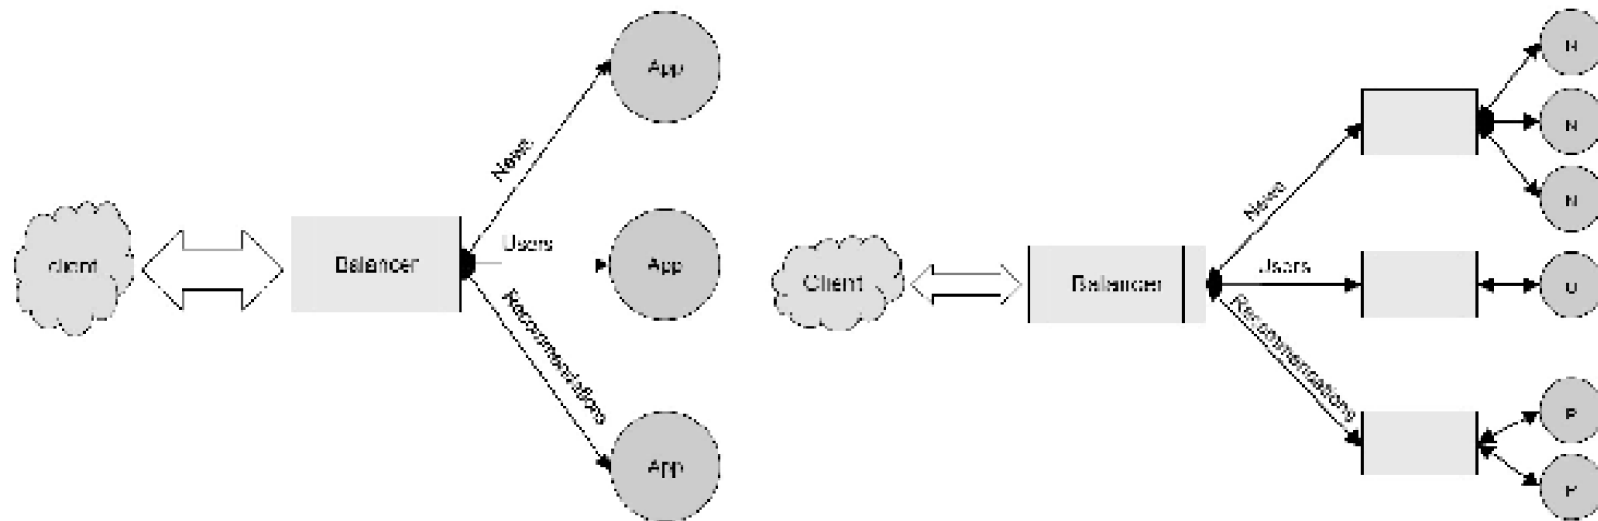 client
Balancer
News
Users
Recommendations
App
App
App
Client
Balancer
News
Users
Recommendations
N
N
N
U